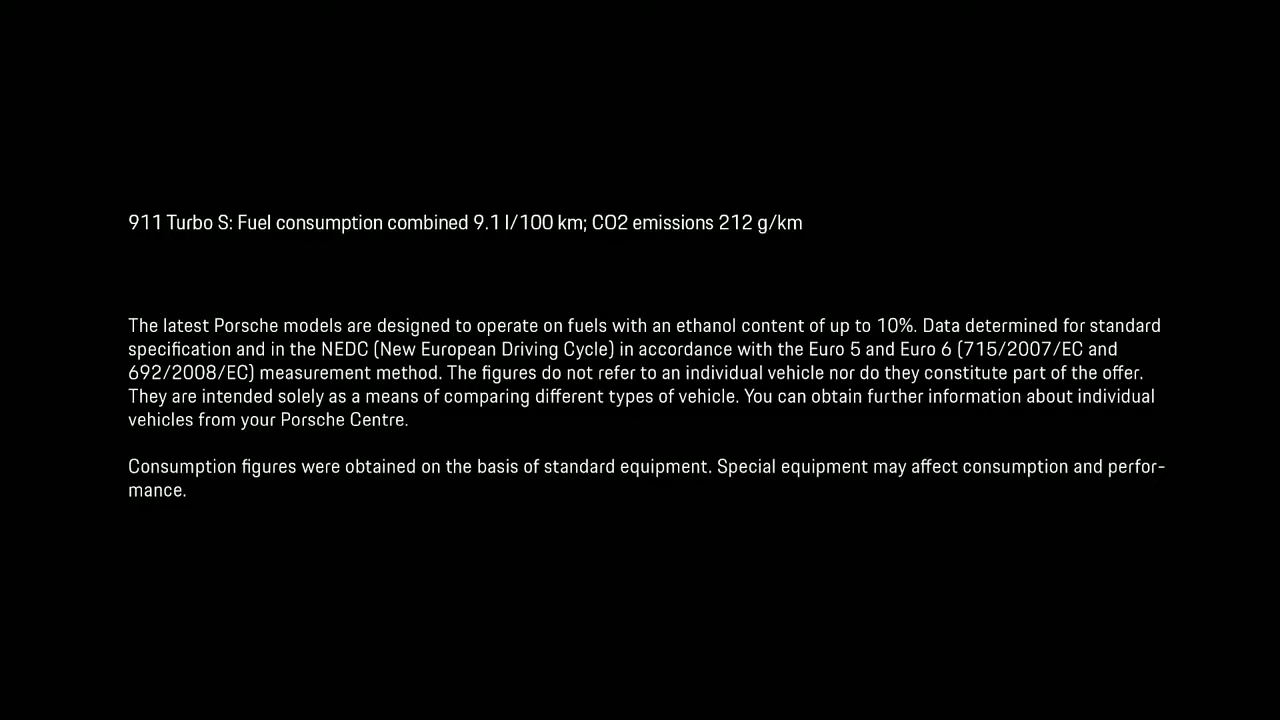 911 Turbo S: Fuel consumption combined 9.1 l/100 km; CO2 emissions 212 g/km
The latest Porsche models are designed to operate on fuels with an ethanol content of up to 10%. Data determined for standard
specification and in the NEDC (New European Driving Cycle) in accordance with the Euro 5 and Euro 6 (715/2007/EC and
692/2008/EC) measurement method. The figures do not refer to an individual vehicle nor do they constitute part of the offer.
They are intended solely as a means of comparing different types of vehicle. You can obtain further information about individual
vehicles from your Porsche Centre.
Consumption figures were obtained on the basis of standard equipment. Special equipment may affect consumption and perfor-
mance.